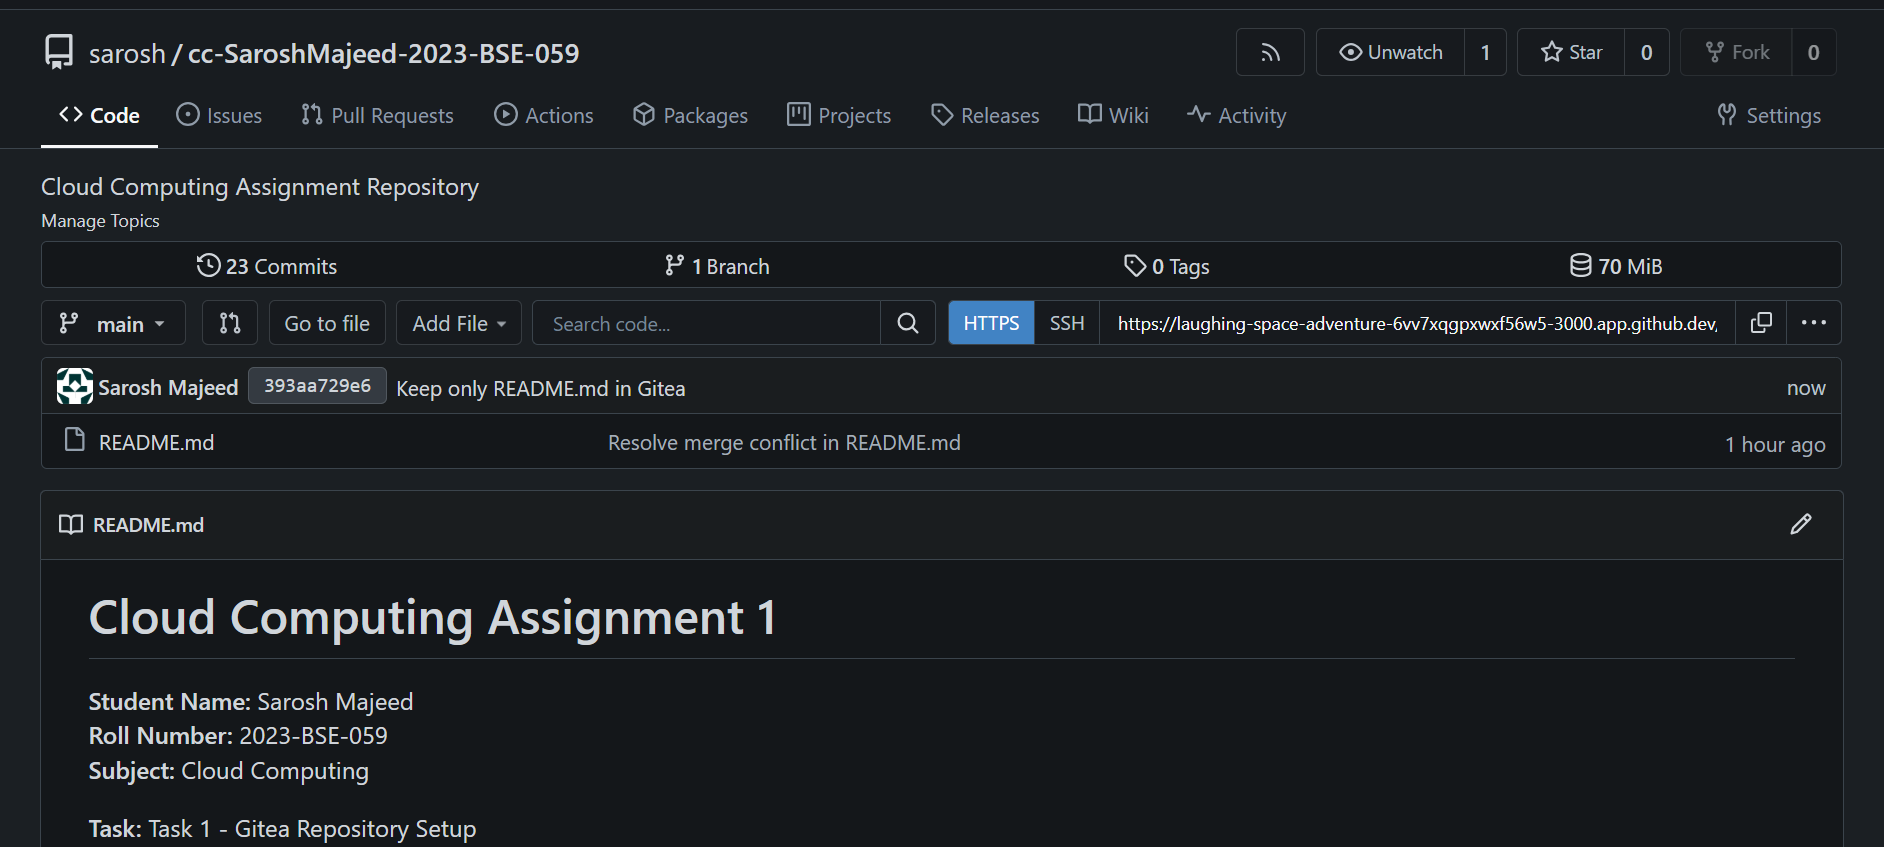 sarosh / cc-SaroshMajeed-2023-BSE-059
Unwatch 1
Star 0
Fork 0
Code Issues Pull Requests Actions Packages Projects Releases Wiki Activity Settings
Cloud Computing Assignment Repository
Manage Topics
23 Commits 1 Branch 0 Tags 70 MiB
main Go to file Add File Search code... HTTPS SSH https://laughing-space-adventure-6vv7xqgpxwxf56w5-3000.app.github.dev,
Sarosh Majeed 393aa729e6 Keep only README.md in Gitea now
README.md Resolve merge conflict in README.md 1 hour ago
README.md
Cloud Computing Assignment 1
Student Name: Sarosh Majeed
Roll Number: 2023-BSE-059
Subject: Cloud Computing
Task: Task 1 - Gitea Repository Setup